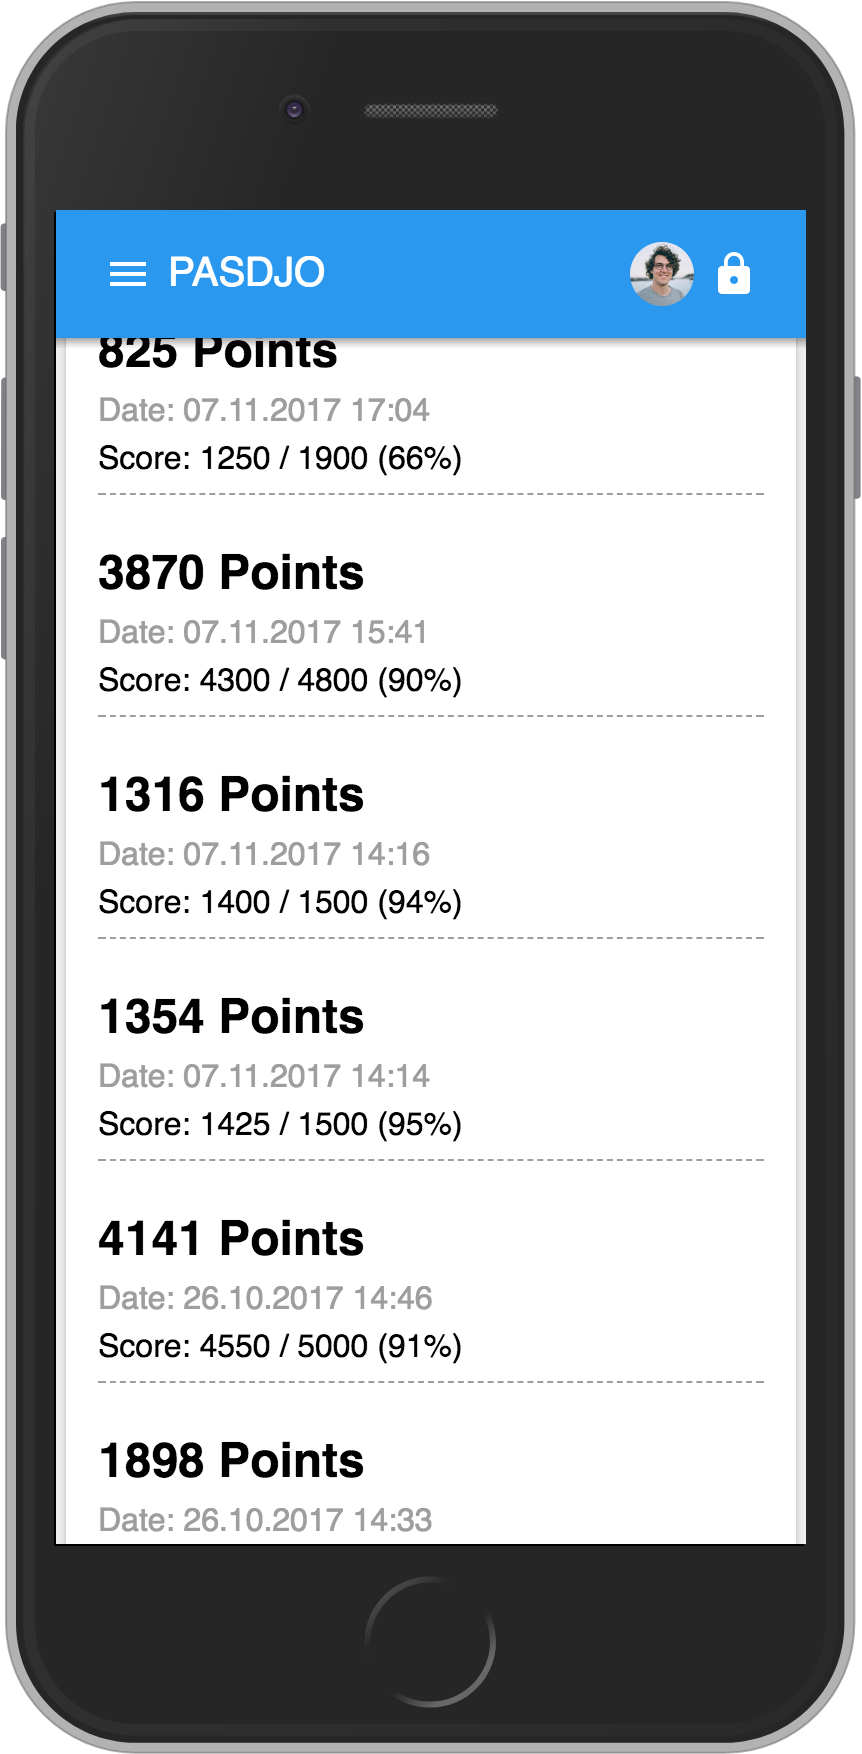 PASDJO
825 Points
Date: 07.11.2017 17:04
Score: 1250 / 1900 (66%)
3870 Points
Date: 07.11.2017 15:41
Score: 4300 / 4800 (90%)
1316 Points
Date: 07.11.2017 14:16
Score: 1400 / 1500 (94%)
1354 Points
Date: 07.11.2017 14:14
Score: 1425 / 1500 (95%)
4141 Points
Date: 26.10.2017 14:46
Score: 4550 / 5000 (91%)
1898 Points
Date: 26.10.2017 14:33